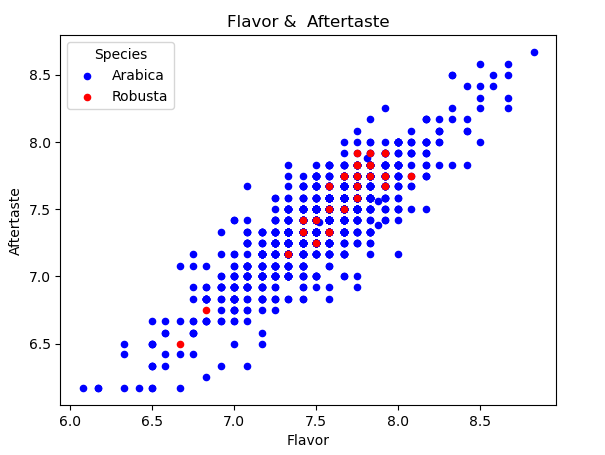 Flavor &  Aftertaste
Species
Arabica
Robusta
8.5
8.0
7.5
7.0
6.5
Aftertaste
6.0 6.5 7.0 7.5 8.0 8.5
Flavor